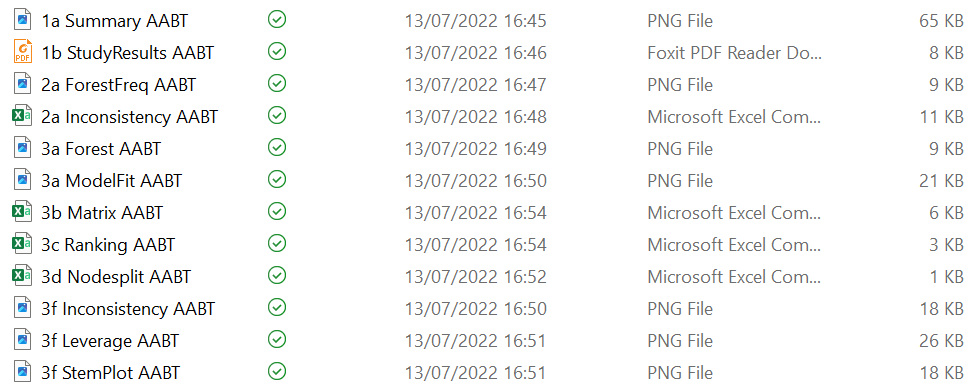 1a Summary AABT 13/07/2022 16:45 PNG File 65 KB
1b StudyResults AABT 13/07/2022 16:46 Foxit PDF Reader Do... 8 KB
2a ForestFreq AABT 13/07/2022 16:47 PNG File 9 KB
2a Inconsistency AABT 13/07/2022 16:48 Microsoft Excel Com... 11 KB
3a Forest AABT 13/07/2022 16:49 PNG File 9 KB
3a ModelFit AABT 13/07/2022 16:50 PNG File 21 KB
3b Matrix AABT 13/07/2022 16:54 Microsoft Excel Com... 6 KB
3c Ranking AABT 13/07/2022 16:54 Microsoft Excel Com... 3 KB
3d Nodesplit AABT 13/07/2022 16:52 Microsoft Excel Com... 1 KB
3f Inconsistency AABT 13/07/2022 16:50 PNG File 18 KB
3f Leverage AABT 13/07/2022 16:51 PNG File 26 KB
3f StemPlot AABT 13/07/2022 16:51 PNG File 18 KB